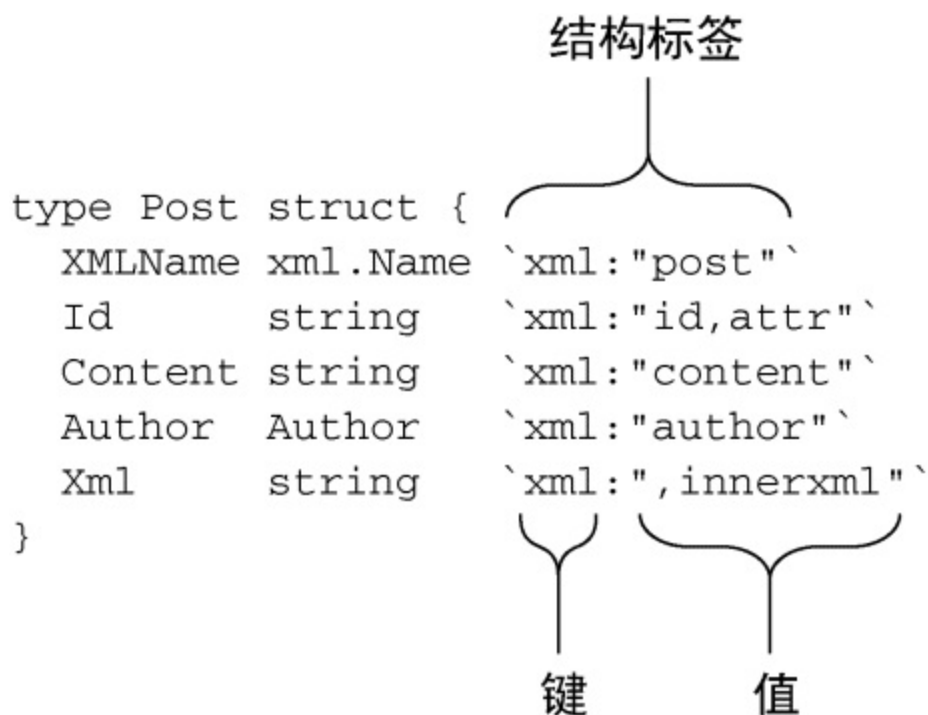 结构标签
type Post struct {
  XMLName xml.Name `xml:"post"`
  Id      string   `xml:"id,attr"`
  Content string   `xml:"content"`
  Author  Author   `xml:"author"`
  Xml     string   `xml:",innerxml"`
}
键 值